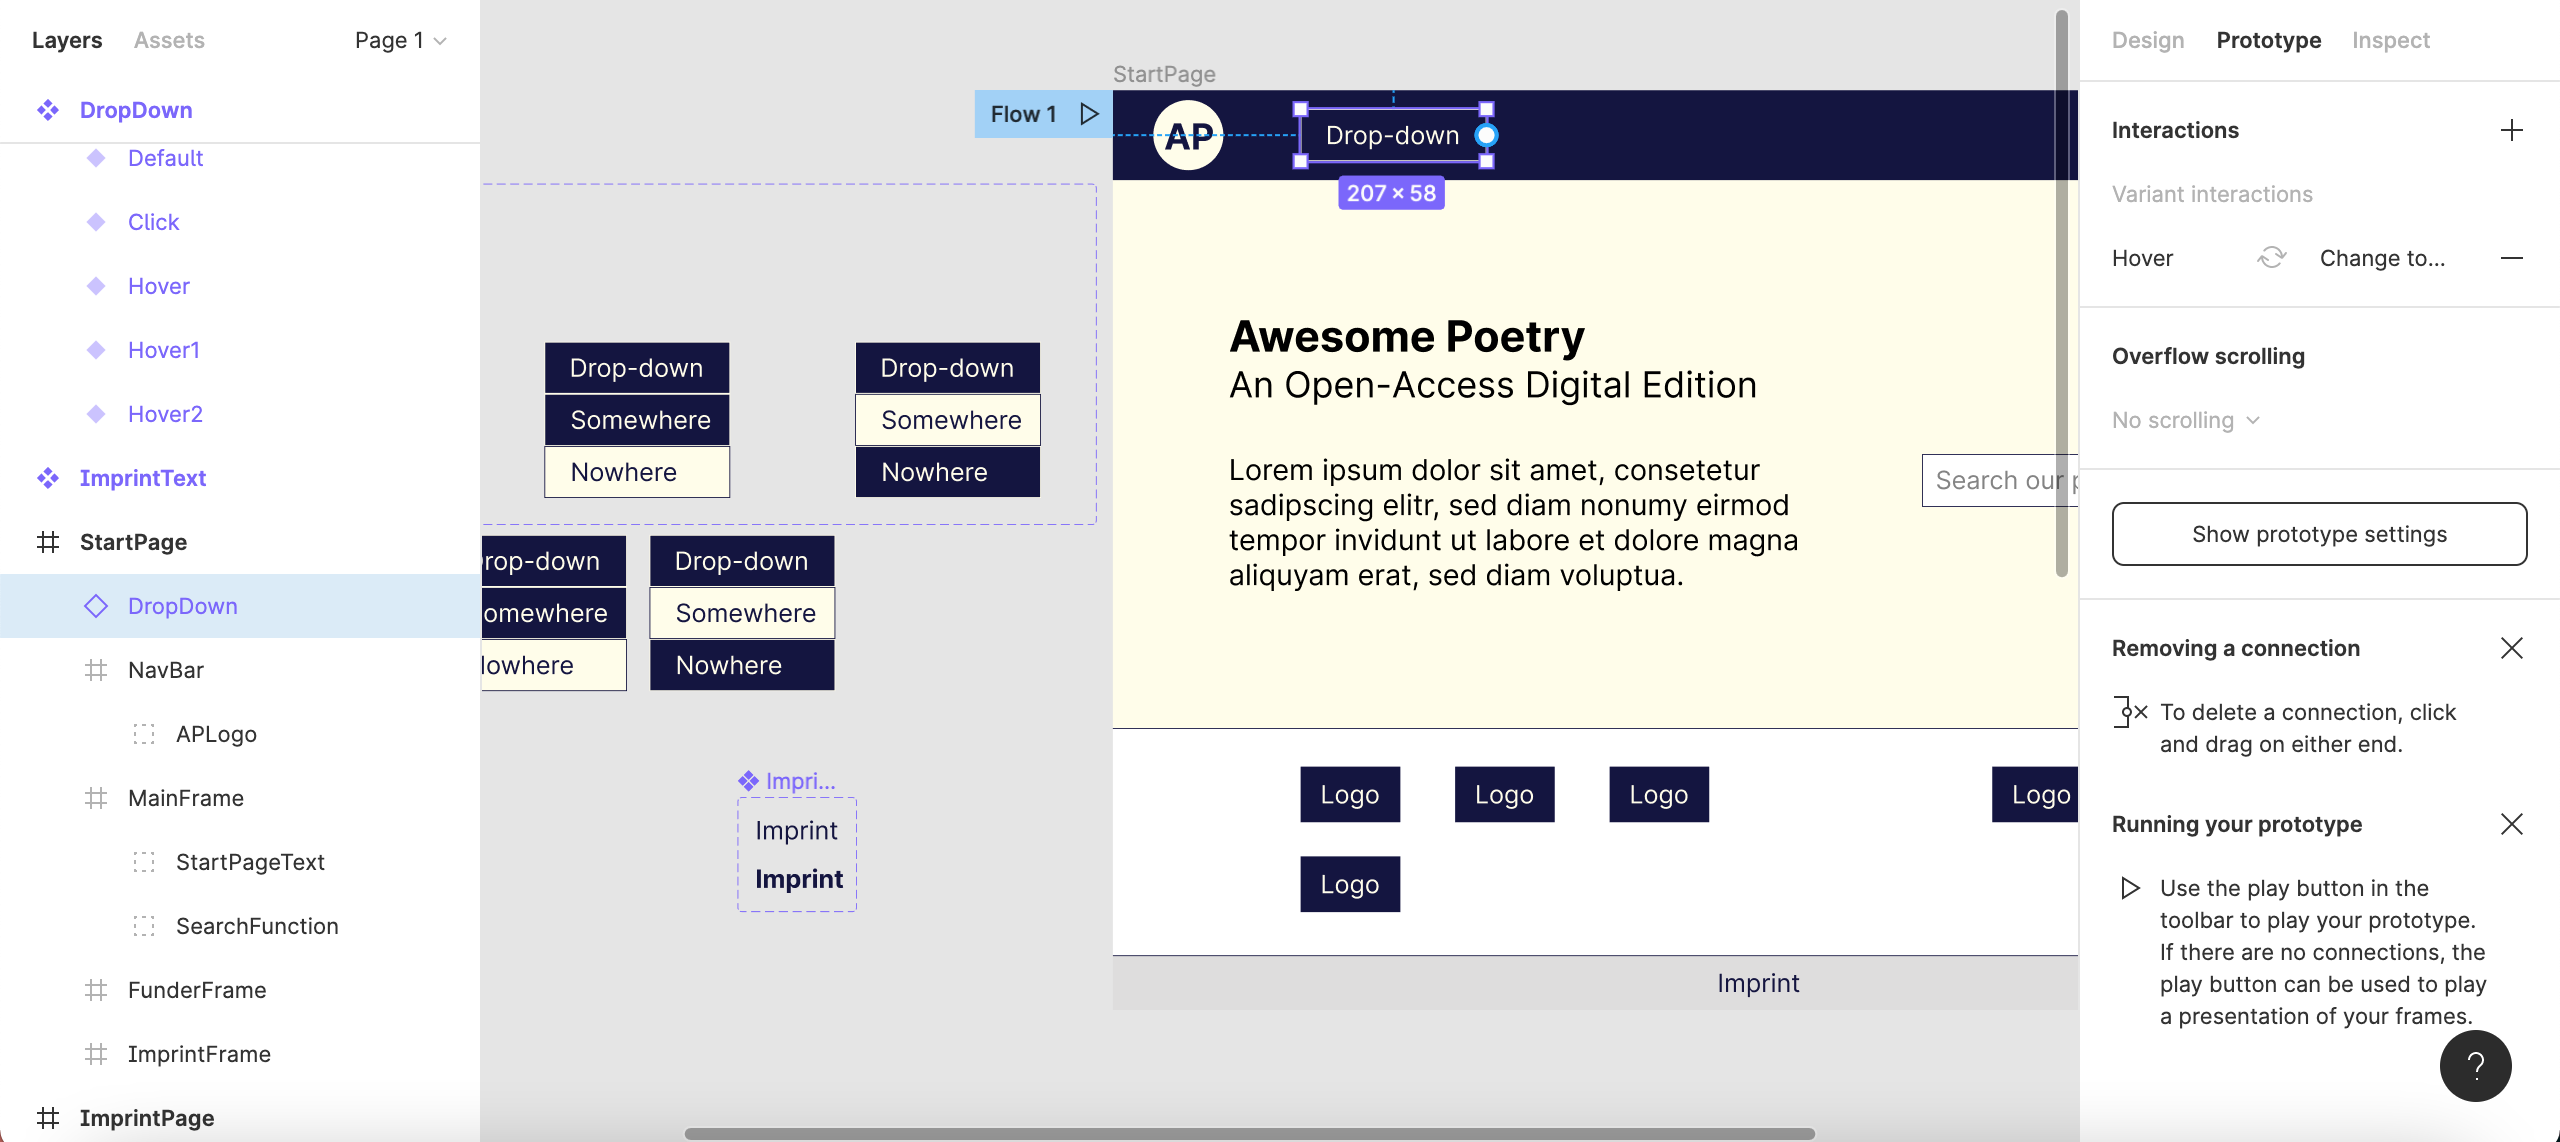 Layers
Assets
Page 1
DropDown
Default
Click
Hover
Hover1
Hover2
ImprintText
StartPage
DropDown
NavBar
APLogo
MainFrame
StartPageText
SearchFunction
FunderFrame
ImprintFrame
ImprintPage
StartPage
Flow 1
AP
Drop-down
207 × 58
Drop-down
Somewhere
Nowhere
Drop-down
Somewhere
Nowhere
rop-down
omewhere
lowhere
Drop-down
Somewhere
Nowhere
Impri...
Imprint
Imprint
Awesome Poetry
An Open-Access Digital Edition
Lorem ipsum dolor sit amet, consetetur
sadipscing elitr, sed diam nonumy eirmod
tempor invidunt ut labore et dolore magna
aliquyam erat, sed diam voluptua.
Search our p
Logo
Logo
Logo
Logo
Logo
Imprint
Design
Prototype
Inspect
Interactions
Variant interactions
Hover
Change to...
Overflow scrolling
No scrolling
Show prototype settings
Removing a connection
To delete a connection, click
and drag on either end.
Running your prototype
Use the play button in the
toolbar to play your prototype.
If there are no connections, the
play button can be used to play
a presentation of your frames.
?